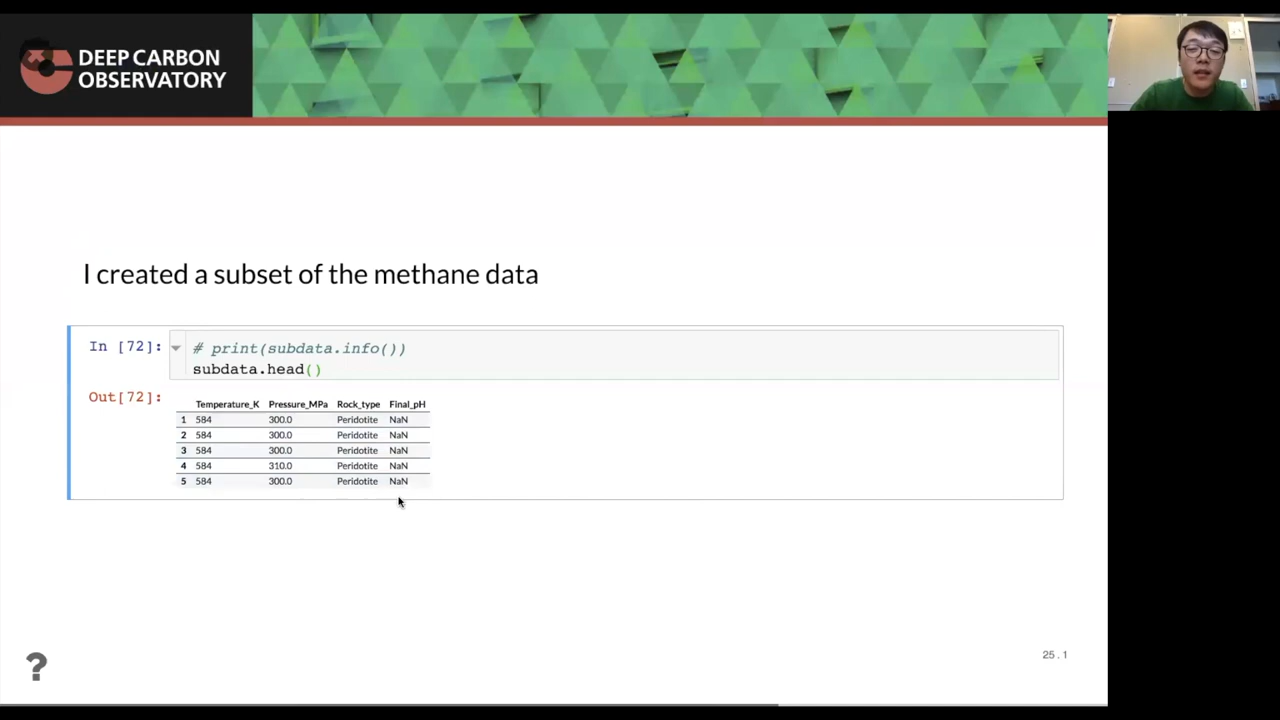 DEEP CARBON
OBSERVATORY
I created a subset of the methane data
In [72]: # print(subdata.info())
subdata.head()
Out[72]:
Temperature_K Pressure_MPa Rock_type Final_pH
1 584 300.0 Peridotite NaN
2 584 300.0 Peridotite NaN
3 584 300.0 Peridotite NaN
4 584 310.0 Peridotite NaN
5 584 300.0 Peridotite NaN
?
25.1